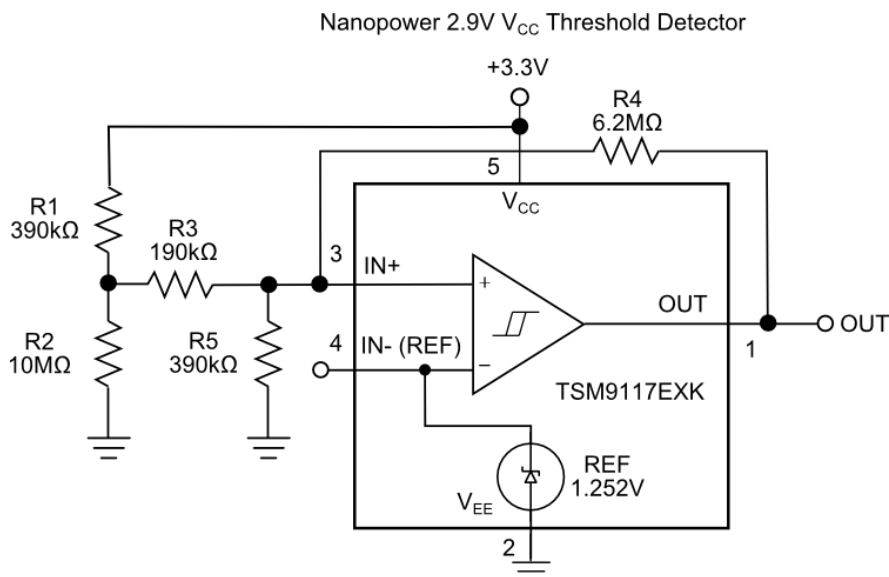 Nanopower 2.9V VCC Threshold Detector
+3.3V
R4
6.2MΩ
5
VCC
R1
390kΩ
R3
190kΩ
3
IN+
+
OUT
OUT
1
R2
10MΩ
R5
390kΩ
4
IN- (REF)
−
TSM9117EXK
REF
1.252V
VEE
2